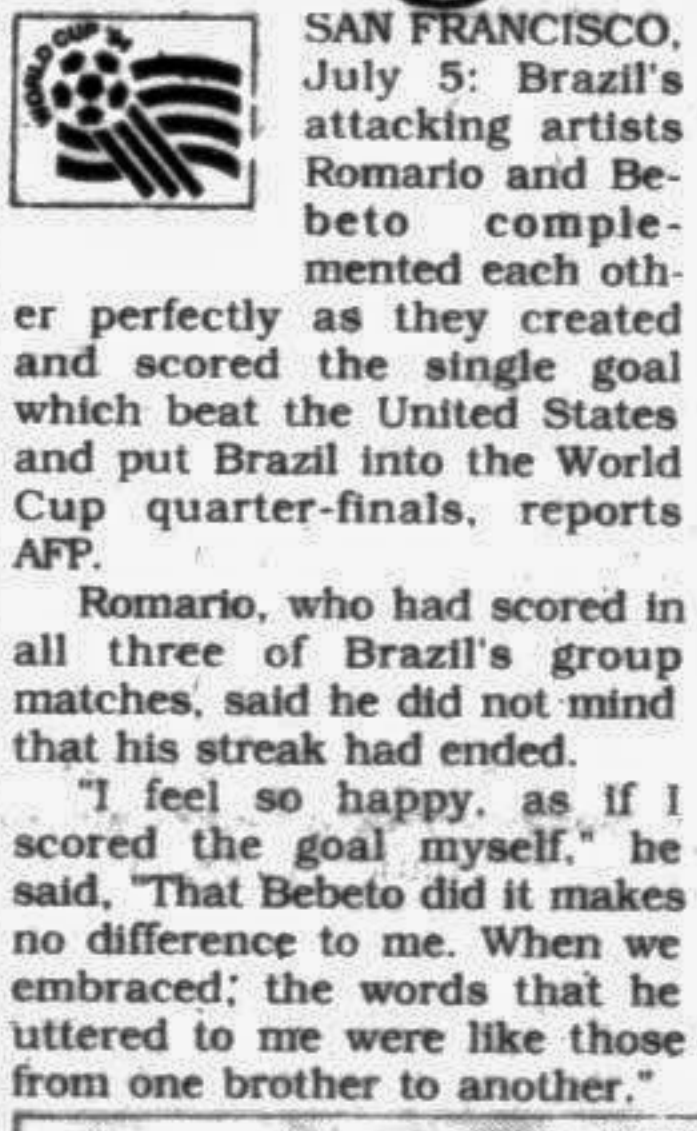 WORLD CUP '94
SAN FRANCISCO,
July 5: Brazil's
attacking artists
Romario and Be-
beto comple-
mented each oth-
er perfectly as they created
and scored the single goal
which beat the United States
and put Brazil into the World
Cup quarter-finals, reports
AFP.
Romario, who had scored in
all three of Brazil's group
matches, said he did not mind
that his streak had ended.
"I feel so happy, as if I
scored the goal myself," he
said, "That Bebeto did it makes
no difference to me. When we
embraced; the words that he
uttered to me were like those
from one brother to another."